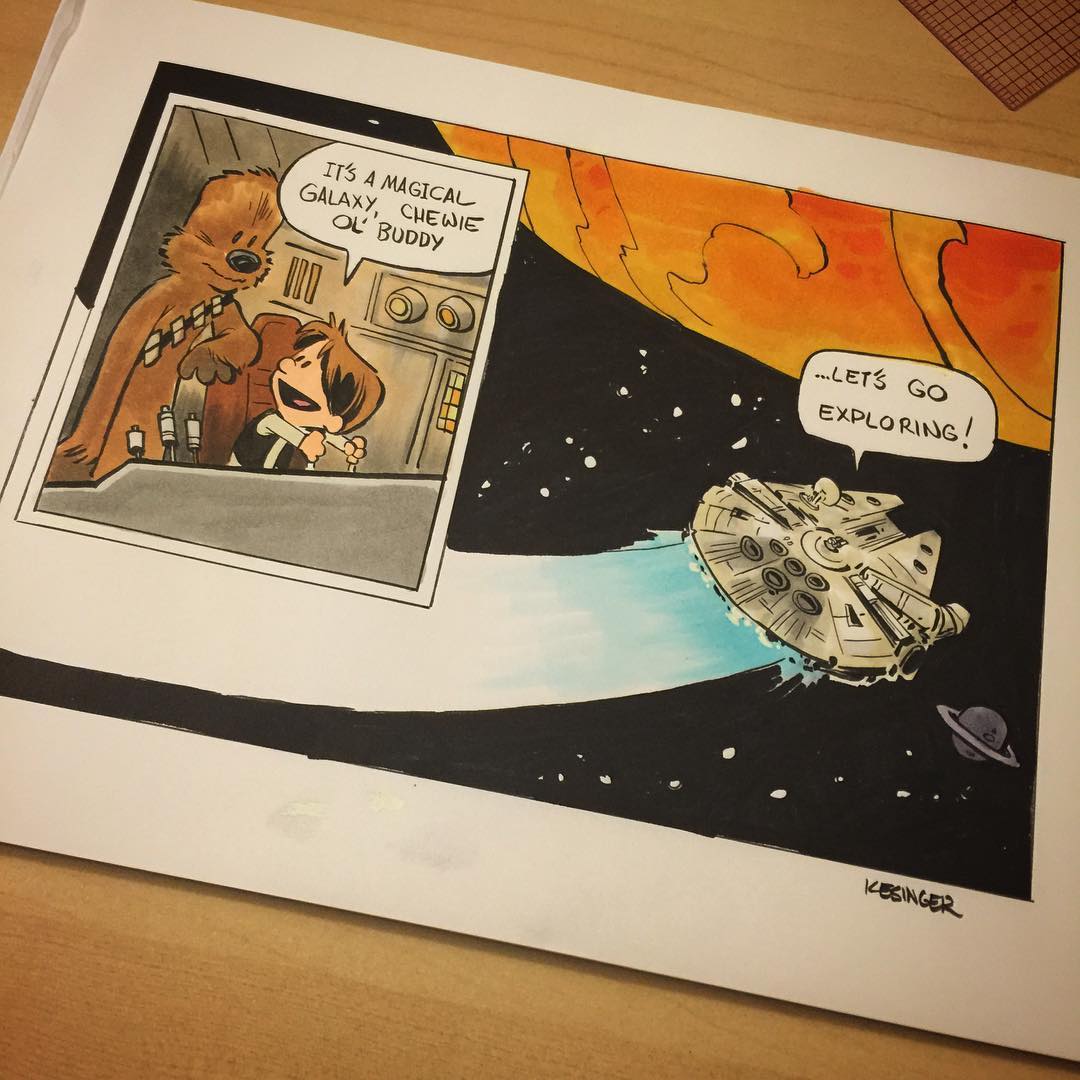 IT'S A MAGICAL
GALAXY, CHEWIE
OL' BUDDY
...LET'S GO
EXPLORING!
KESINGER